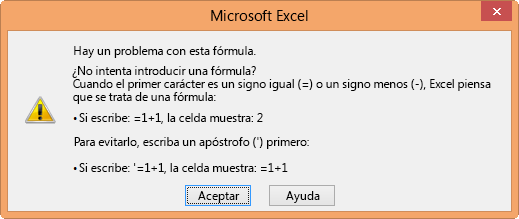 Microsoft Excel
Hay un problema con esta fórmula.
¿No intenta introducir una fórmula?
Cuando el primer carácter es un signo igual (=) o un signo menos (-), Excel piensa
que se trata de una fórmula:
• Si escribe: =1+1, la celda muestra: 2
Para evitarlo, escriba un apóstrofo (') primero:
• Si escribe: '=1+1, la celda muestra: =1+1
Aceptar
Ayuda